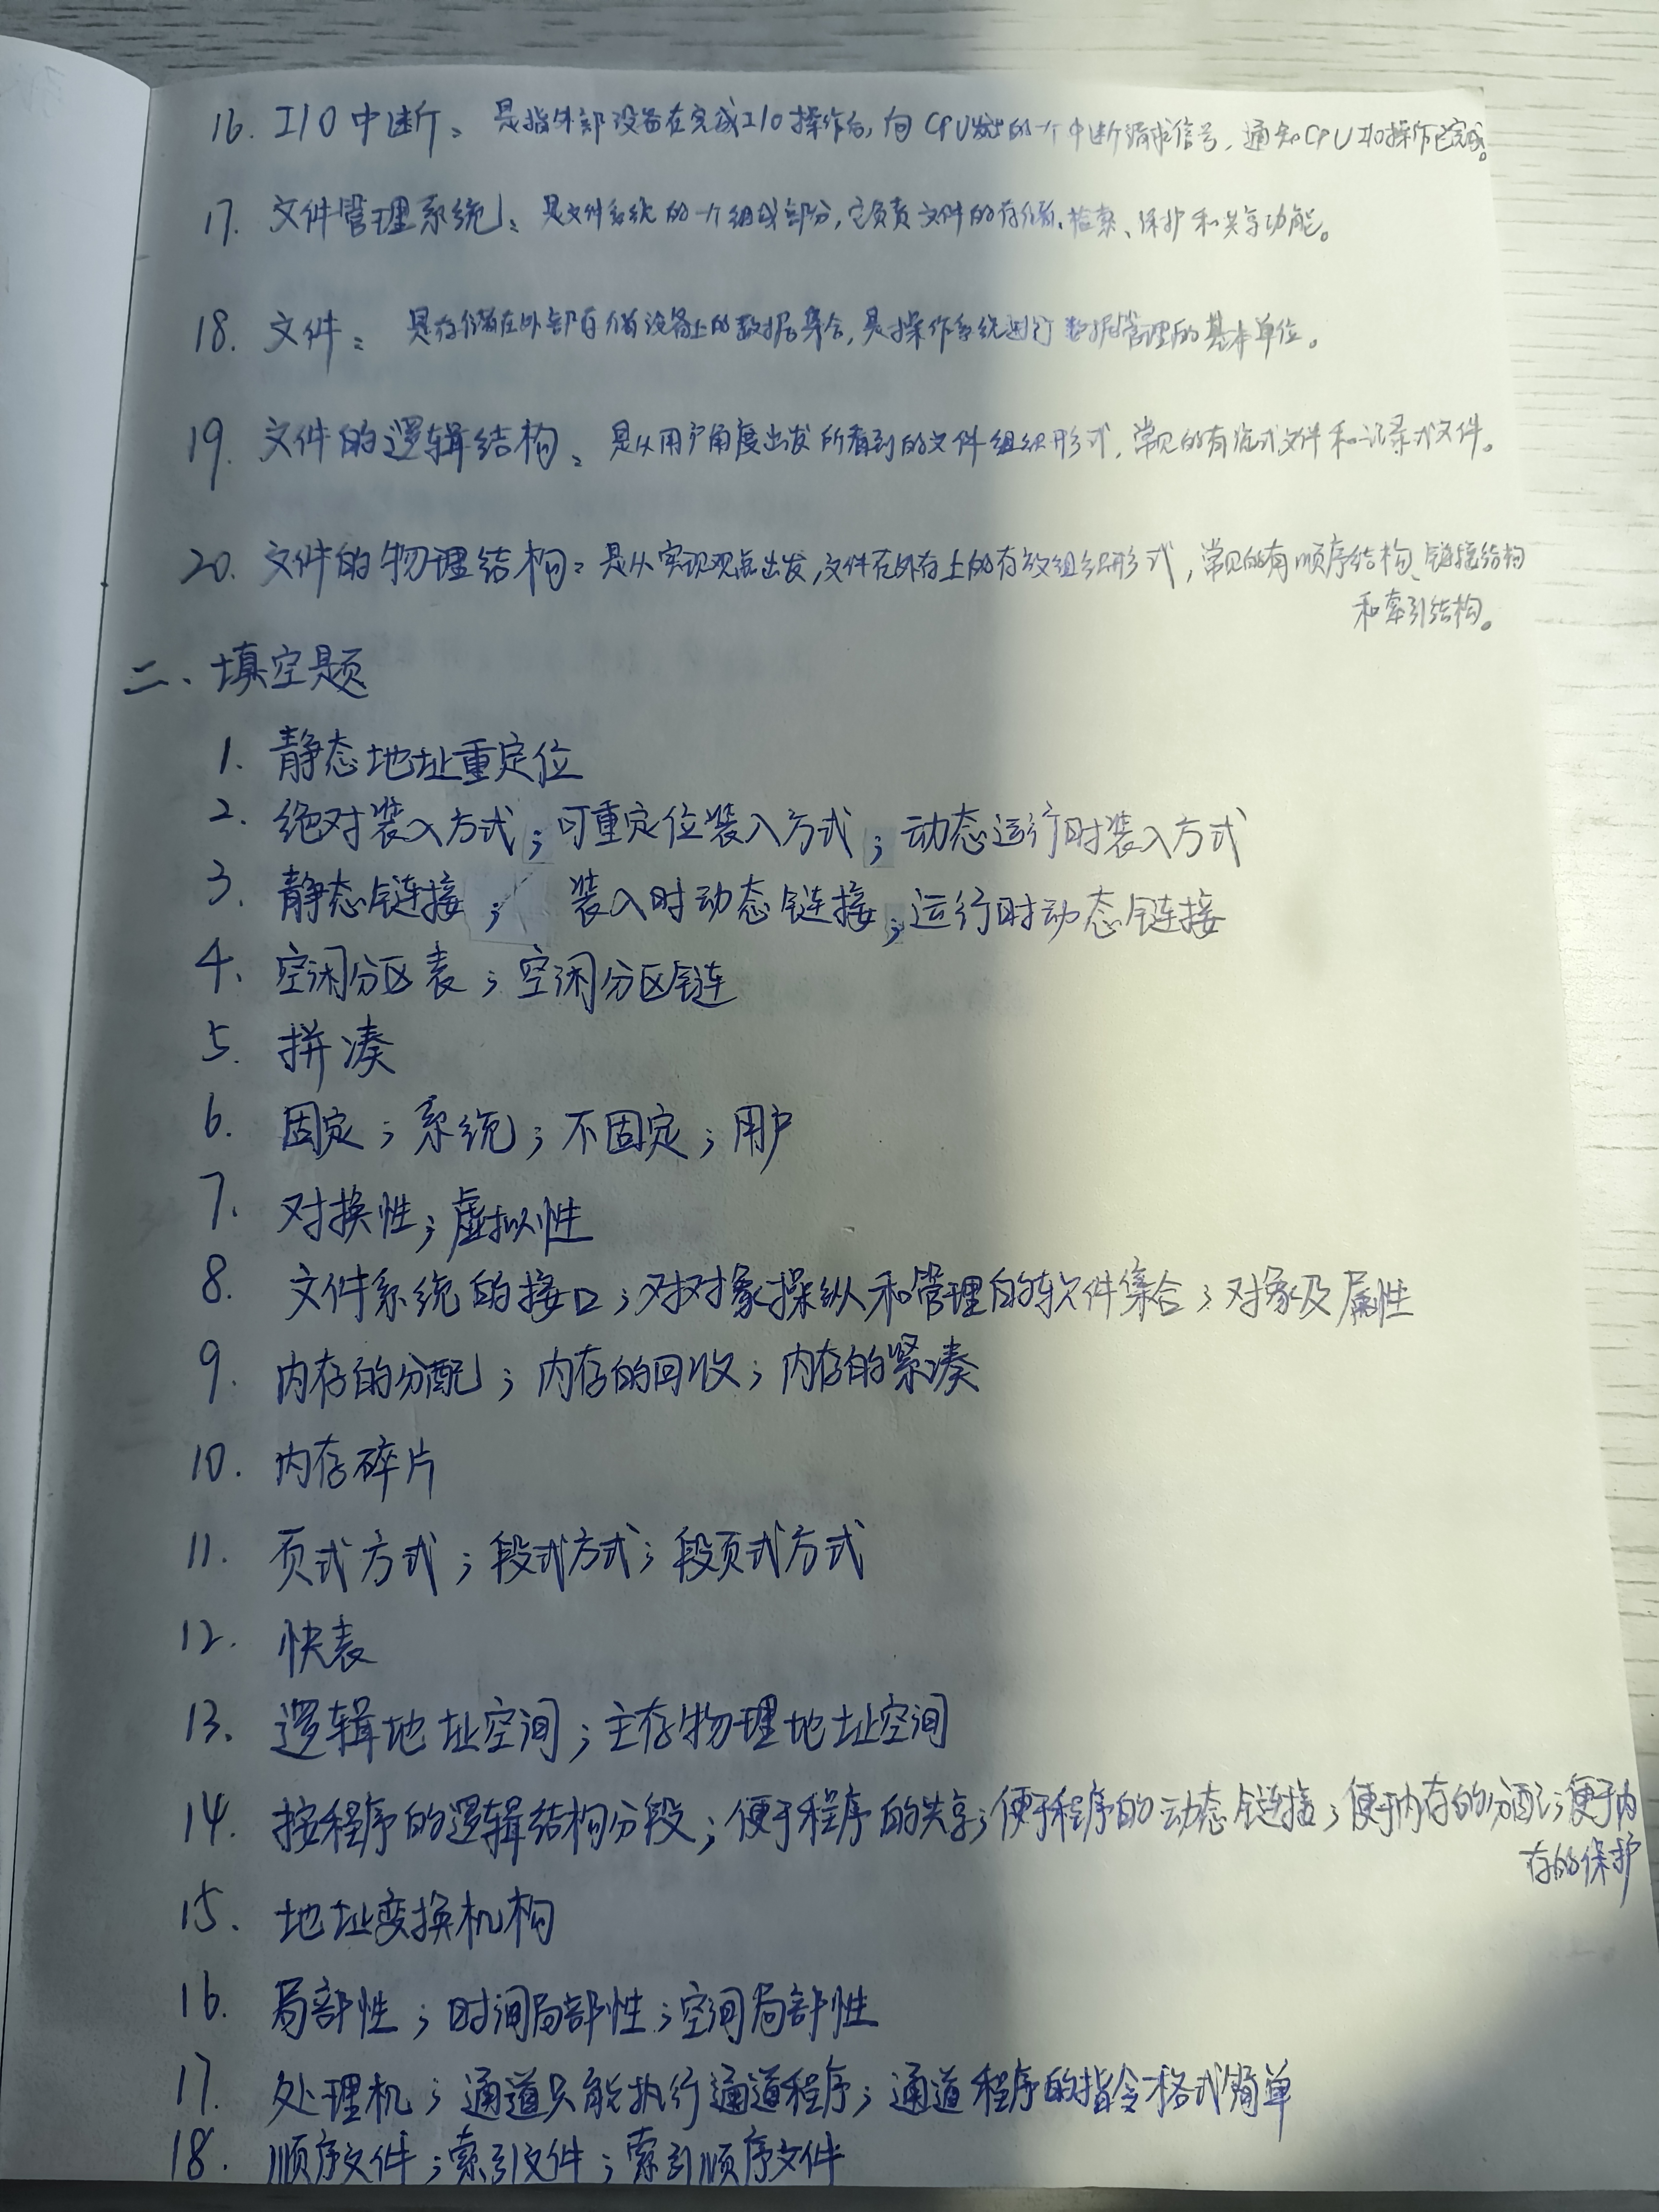 16. I/O中断：是指外部设备在完成I/O操作后，向CPU发出的一个中断请求信号，通知CPU I/O操作已完成。
17. 文件管理系统：是文件系统的一个组成部分，它负责文件的存储、检索、保护和共享功能。
18. 文件：是存储在外部存储设备上的数据集合，是操作系统进行数据管理的基本单位。
19. 文件的逻辑结构：是从用户角度出发所看到的文件组织形式，常见的有流式文件和记录式文件。
20. 文件的物理结构：是从实现观点出发，文件在外存上的存放组织形式，常见的有顺序结构、链接结构
和索引结构。
二、填空题
1. 静态地址重定位
2. 绝对装入方式；可重定位装入方式；动态运行时装入方式
3. 静态链接；装入时动态链接；运行时动态链接
4. 空闲分区表；空闲分区链
5. 拼凑
6. 固定；系统；不固定；用户
7. 对换性；虚拟性
8. 文件系统的接口；对对象操纵和管理的软件集合；对象及属性
9. 内存的分配；内存的回收；内存的紧凑
10. 内存碎片
11. 页式方式；段式方式；段页式方式
12. 快表
13. 逻辑地址空间；主存物理地址空间
14. 按程序的逻辑结构分段；便于程序的共享；便于程序的动态链接；便于内存的分配；便于内
存的保护
15. 地址变换机构
16. 局部性；时间局部性；空间局部性
17. 处理机；通道只能执行通道程序；通道程序的指令格式简单
18. 顺序文件；索引文件；索引顺序文件